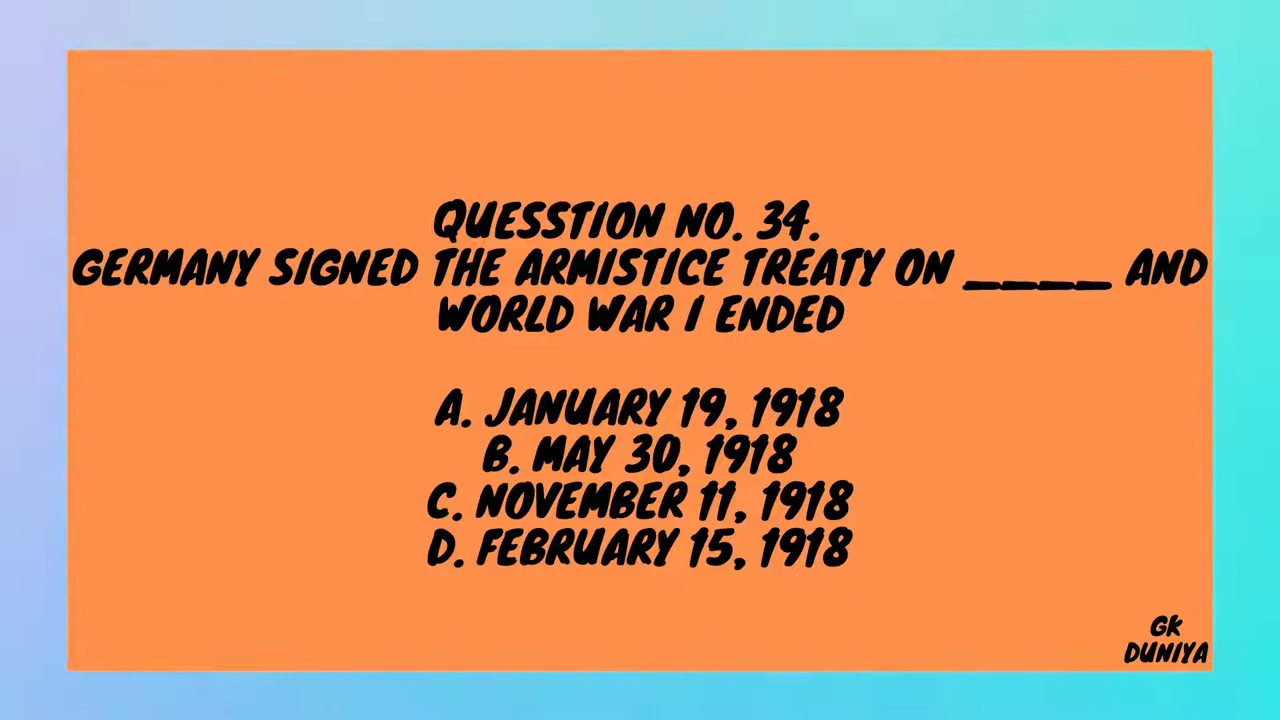 QUESSTION NO. 34.
GERMANY SIGNED THE ARMISTICE TREATY ON ____ AND
WORLD WAR I ENDED
A. JANUARY 19, 1918
B. MAY 30, 1918
C. NOVEMBER 11, 1918
D. FEBRUARY 15, 1918
GK
DUNIYA